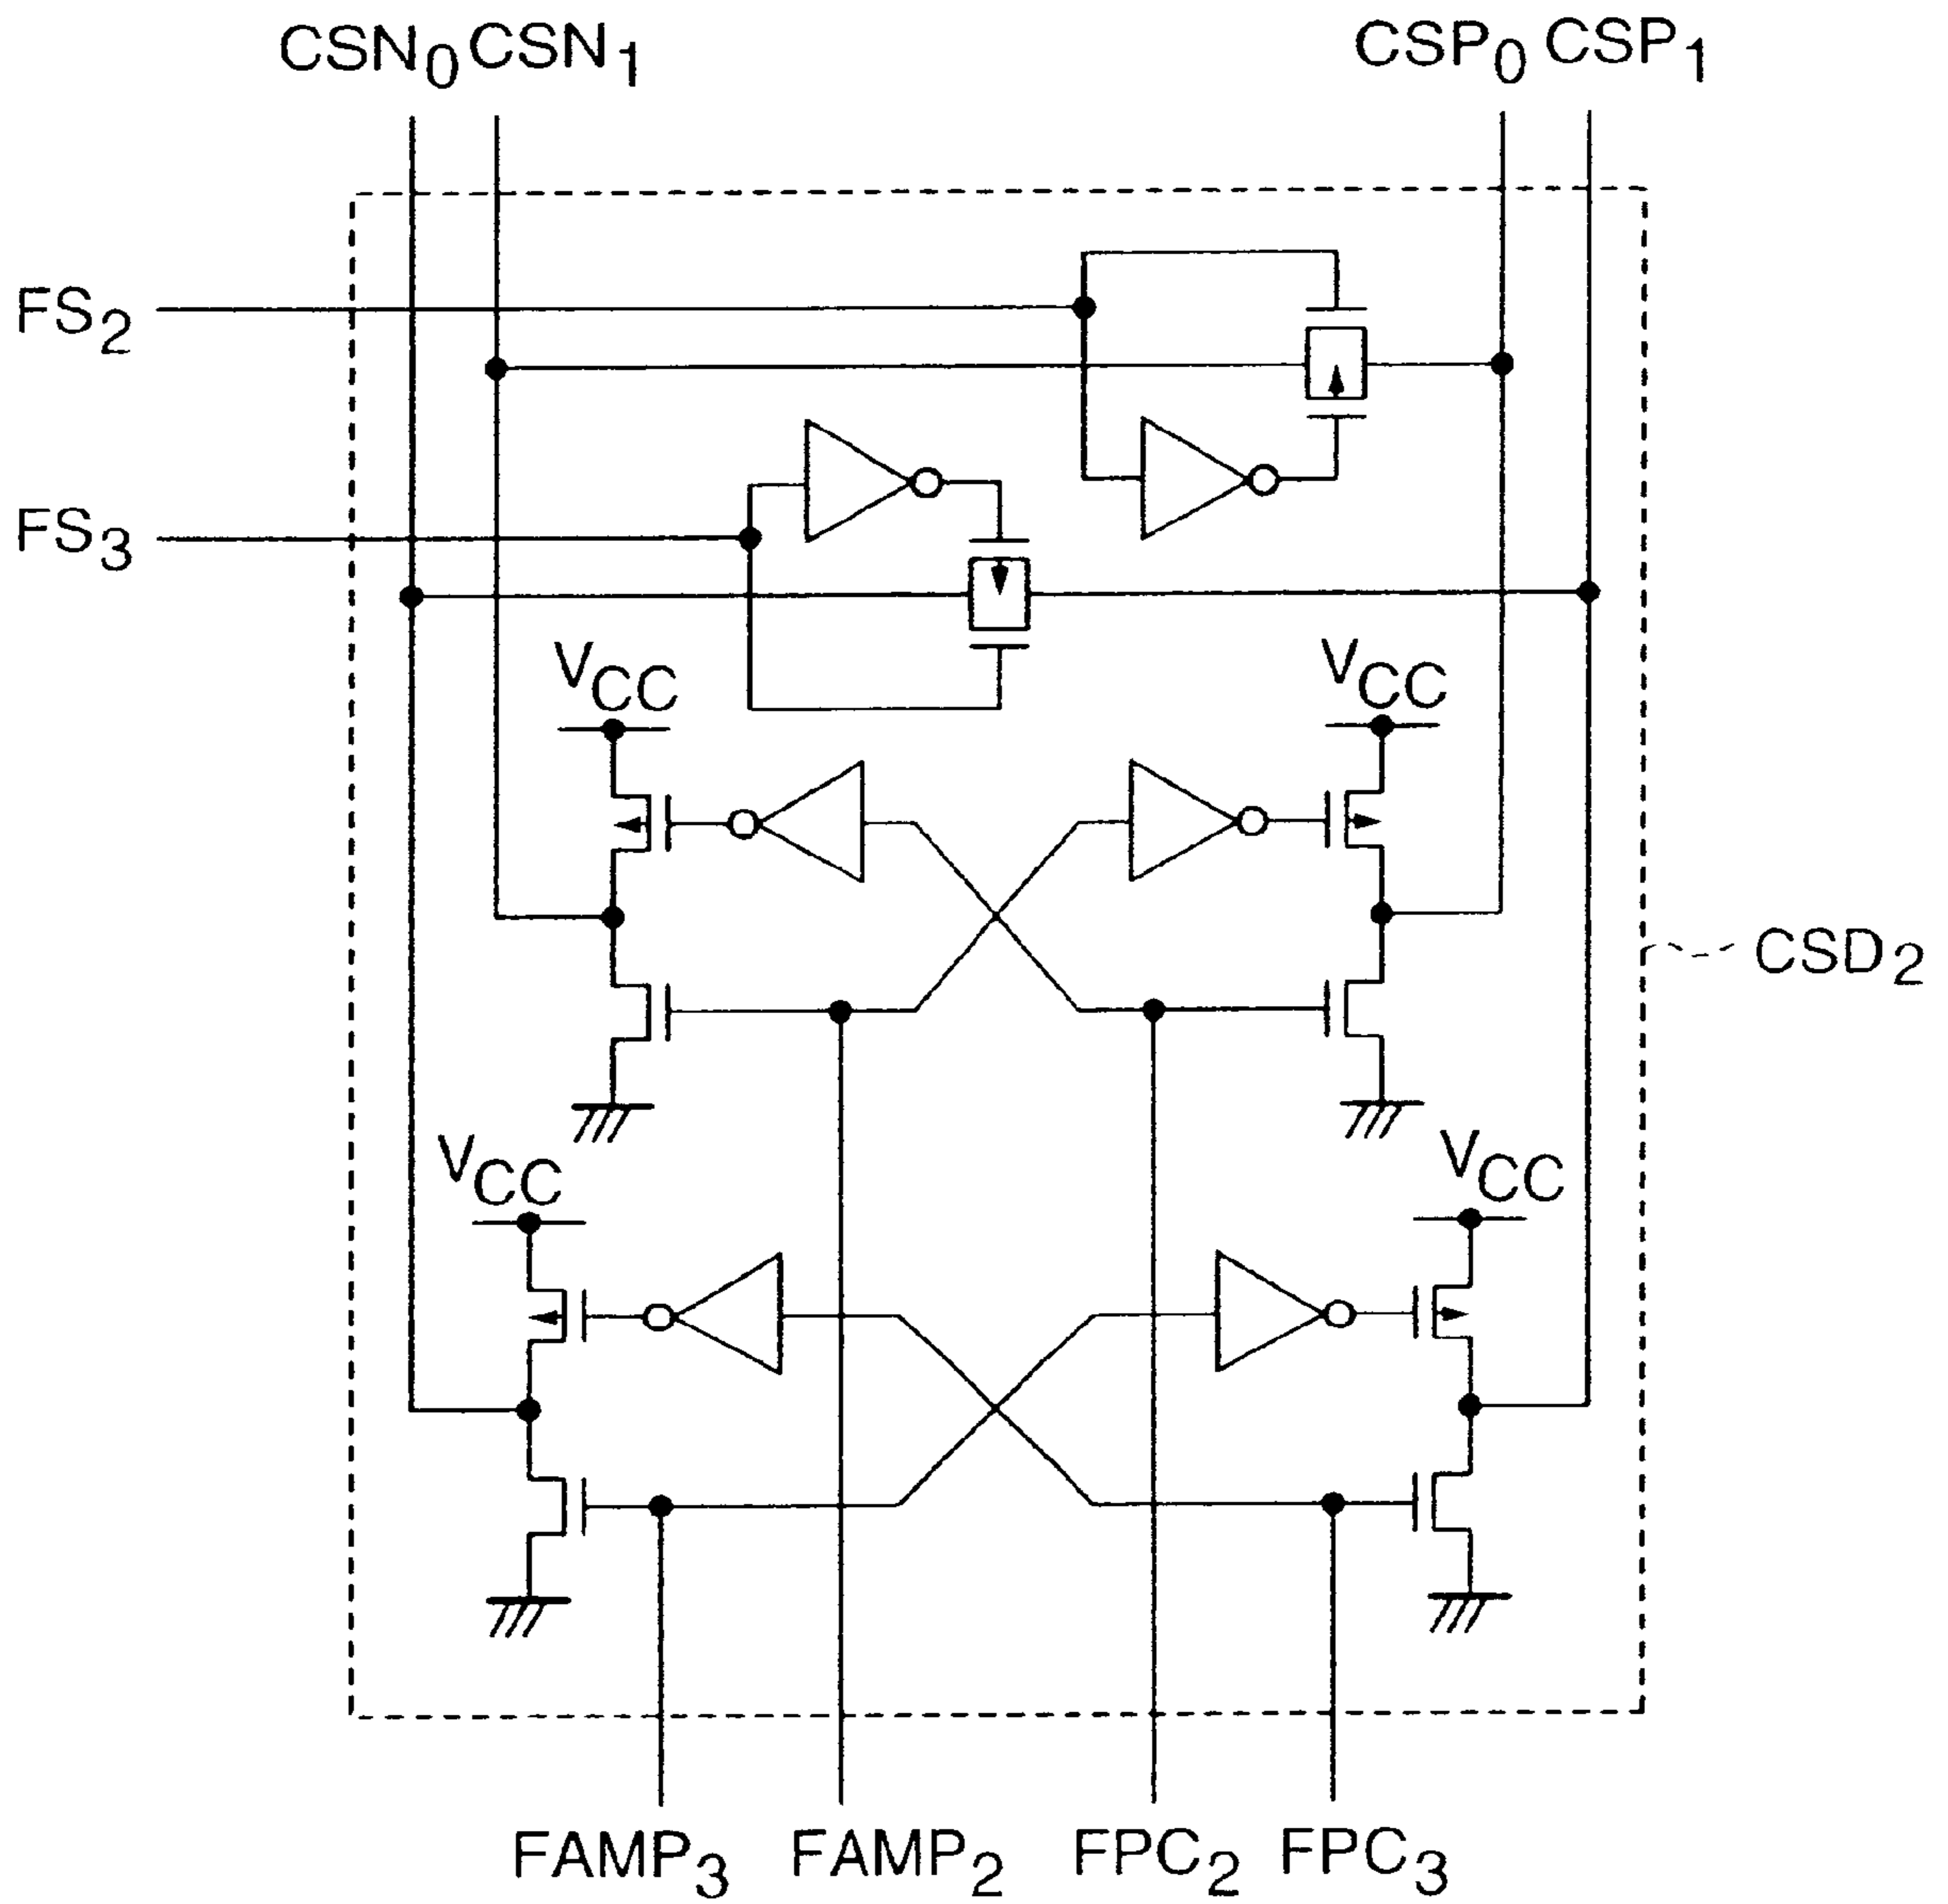 CSN0 CSN1 CSP0 CSP1
FS2
FS3
VCC VCC
CSD2
VCC VCC
FAMP3 FAMP2 FPC2 FPC3